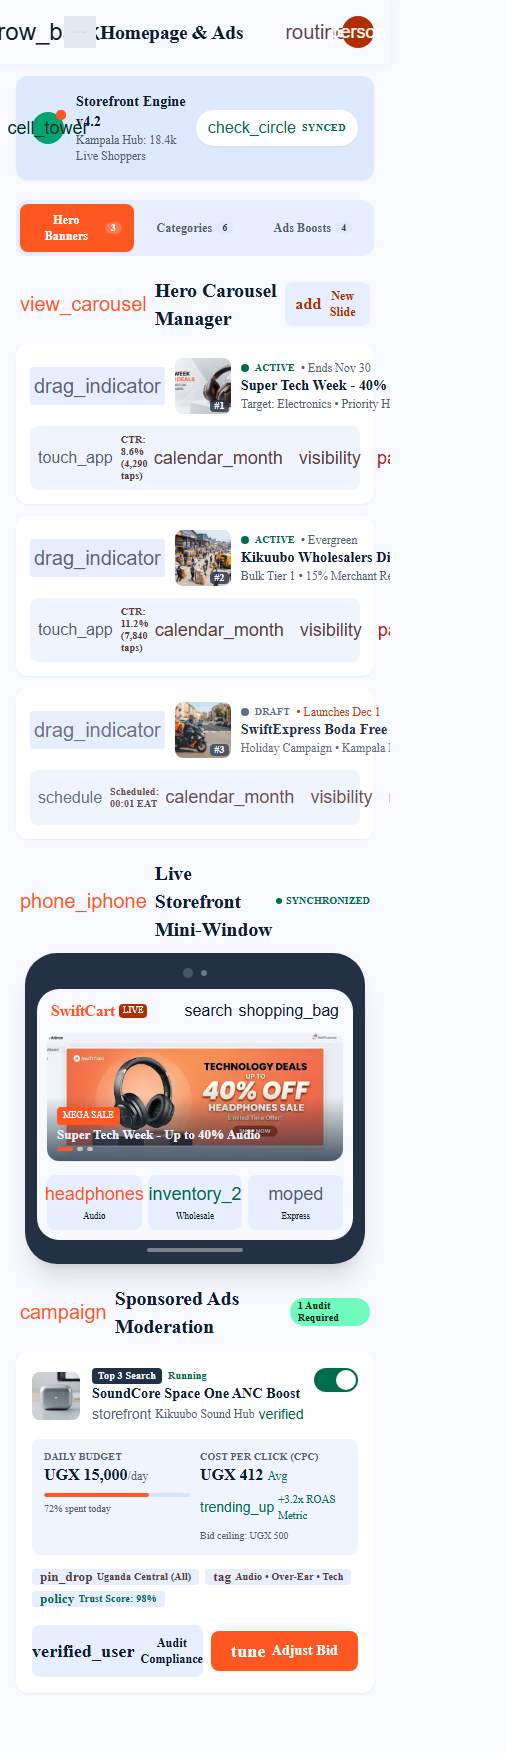 row_b
Homepage & Ads
routin
person
cell_tower
Storefront Engine
v4.2
Kampala Hub: 18.4k
Live Shoppers
check_circle SYNCED
Hero
Banners
3
Categories 6
Ads Boosts 4
view_carousel
Hero Carousel
Manager
add
New
Slide
drag_indicator
#1
ACTIVE • Ends Nov 30
Super Tech Week - 40%
Target: Electronics • Priority H
touch_app
CTR:
8.6%
(4,290
taps)
calendar_month
visibility
pa
drag_indicator
#2
ACTIVE • Evergreen
Kikuubo Wholesalers Di
Bulk Tier 1 • 15% Merchant Re
touch_app
CTR:
11.2%
(7,840
taps)
calendar_month
visibility
pa
drag_indicator
#3
DRAFT • Launches Dec 1
SwiftExpress Boda Free
Holiday Campaign • Kampala
schedule
Scheduled:
00:01 EAT
calendar_month
visibility
phone_iphone
Live
Storefront
Mini-Window
SYNCHRONIZED
SwiftCart LIVE
search shopping_bag
TECHNOLOGY DEALS
UP TO
40% OFF
HEADPHONES SALE
Limited Time Offer
MEGA SALE
Super Tech Week - Up to 40% Audio
headphones
Audio
inventory_2
Wholesale
moped
Express
campaign
Sponsored Ads
Moderation
1 Audit
Required
Top 3 Search Running
SoundCore Space One ANC Boost
storefront Kikuubo Sound Hub verified
DAILY BUDGET
UGX 15,000/day
72% spent today
COST PER CLICK (CPC)
UGX 412 Avg
trending_up
+3.2x ROAS
Metric
Bid ceiling: UGX 500
pin_drop Uganda Central (All)
tag Audio • Over-Ear • Tech
policy Trust Score: 98%
verified_user
Audit
Compliance
tune Adjust Bid